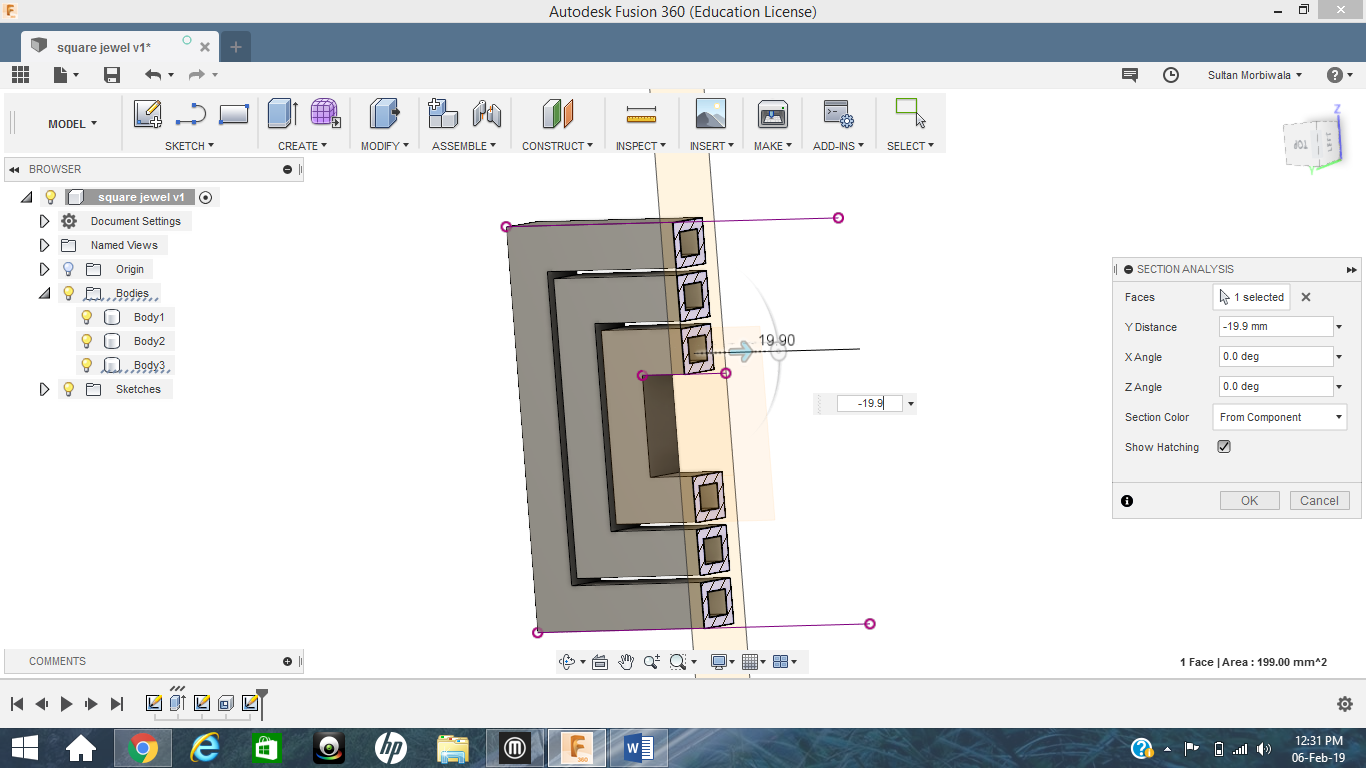 Autodesk Fusion 360 (Education License)
square jewel v1*
Sultan Morbiwala
MODEL
SKETCH
CREATE
MODIFY
ASSEMBLE
CONSTRUCT
INSPECT
INSERT
MAKE
ADD-INS
SELECT
Z
TOP
Y
BROWSER
square jewel v1
Document Settings
Named Views
Origin
Bodies
Body1
Body2
Body3
Sketches
19.90
-19.9
SECTION ANALYSIS
Faces
1 selected
Y Distance
-19.9 mm
X Angle
0.0 deg
Z Angle
0.0 deg
Section Color
From Component
Show Hatching
OK
Cancel
COMMENTS
1 Face | Area : 199.00 mm^2
12:31 PM
06-Feb-19